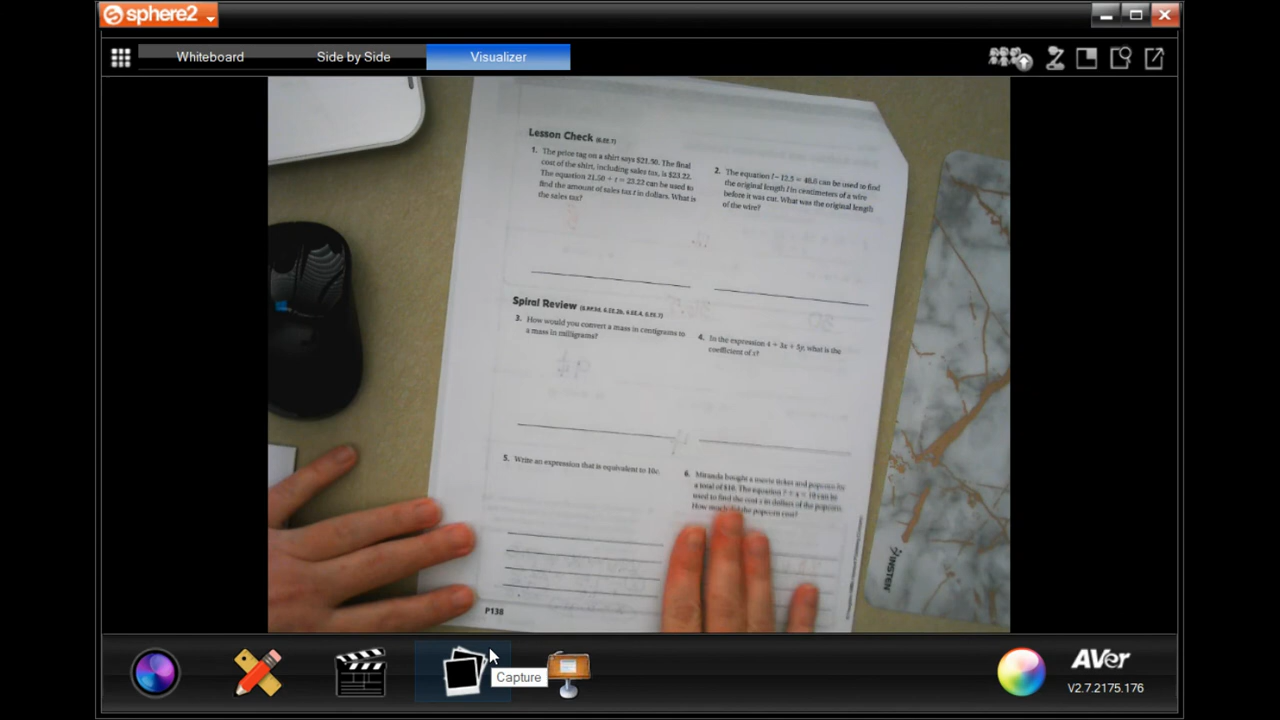 sphere2
Whiteboard
Side by Side
Visualizer
Lesson Check (6.EE.7)
1. The price tag on a shirt says $21.50. The final
cost of the shirt, including sales tax, is $23.22.
The equation 21.50 + t = 23.22 can be used to
find the amount of sales tax t in dollars. What is
the sales tax?
2. The equation l − 12.5 = 48.6 can be used to find
the original length l in centimeters of a wire
before it was cut. What was the original length
of the wire?
Spiral Review
3. How would you convert a mass in centigrams to
a mass in milligrams?
4. In the expression 4 + 3x + 5y, what is the
coefficient of x?
5. Write an expression that is equivalent to 10c.
6. Miranda bought a movie ticket and popcorn for
a total of $10. The equation 7 + x = 10 can be
used to find the cost x in dollars of the popcorn.
How much did the popcorn cost?
P138
INSTEN
Capture
AVer
V2.7.2175.176